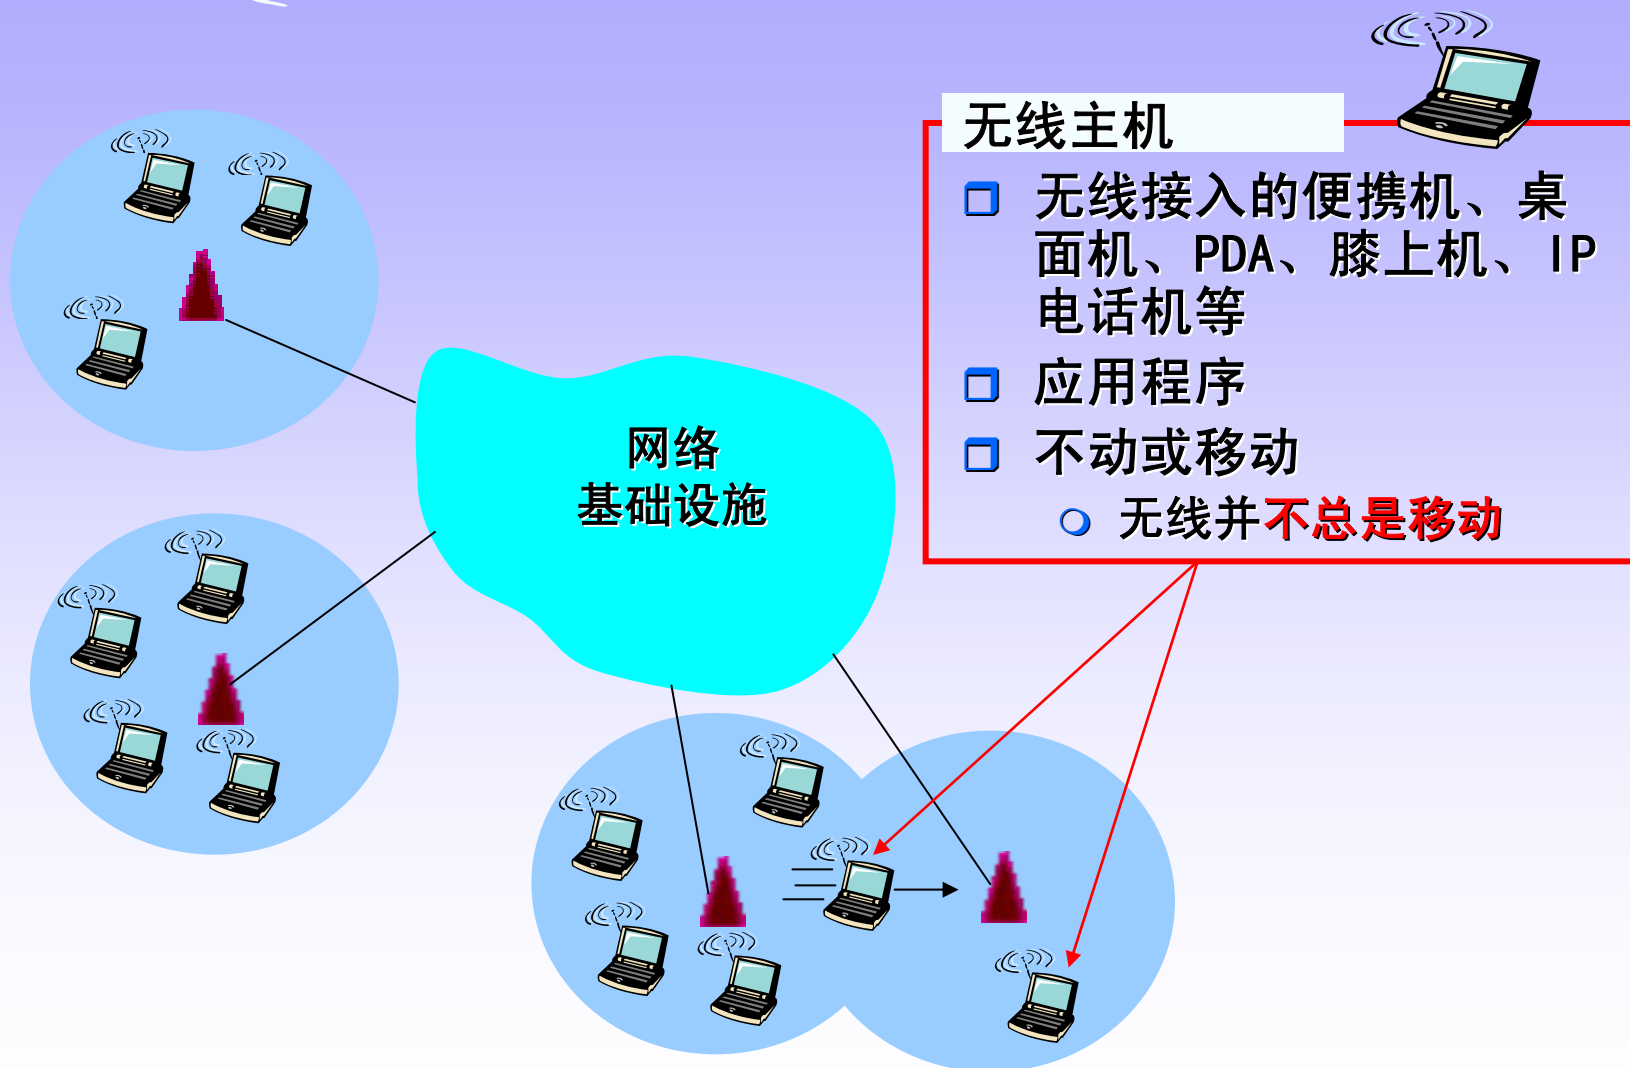 无线主机
无线接入的便携机、桌
面机、PDA、膝上机、IP
电话机等
应用程序
不动或移动
无线并不总是移动
网络
基础设施